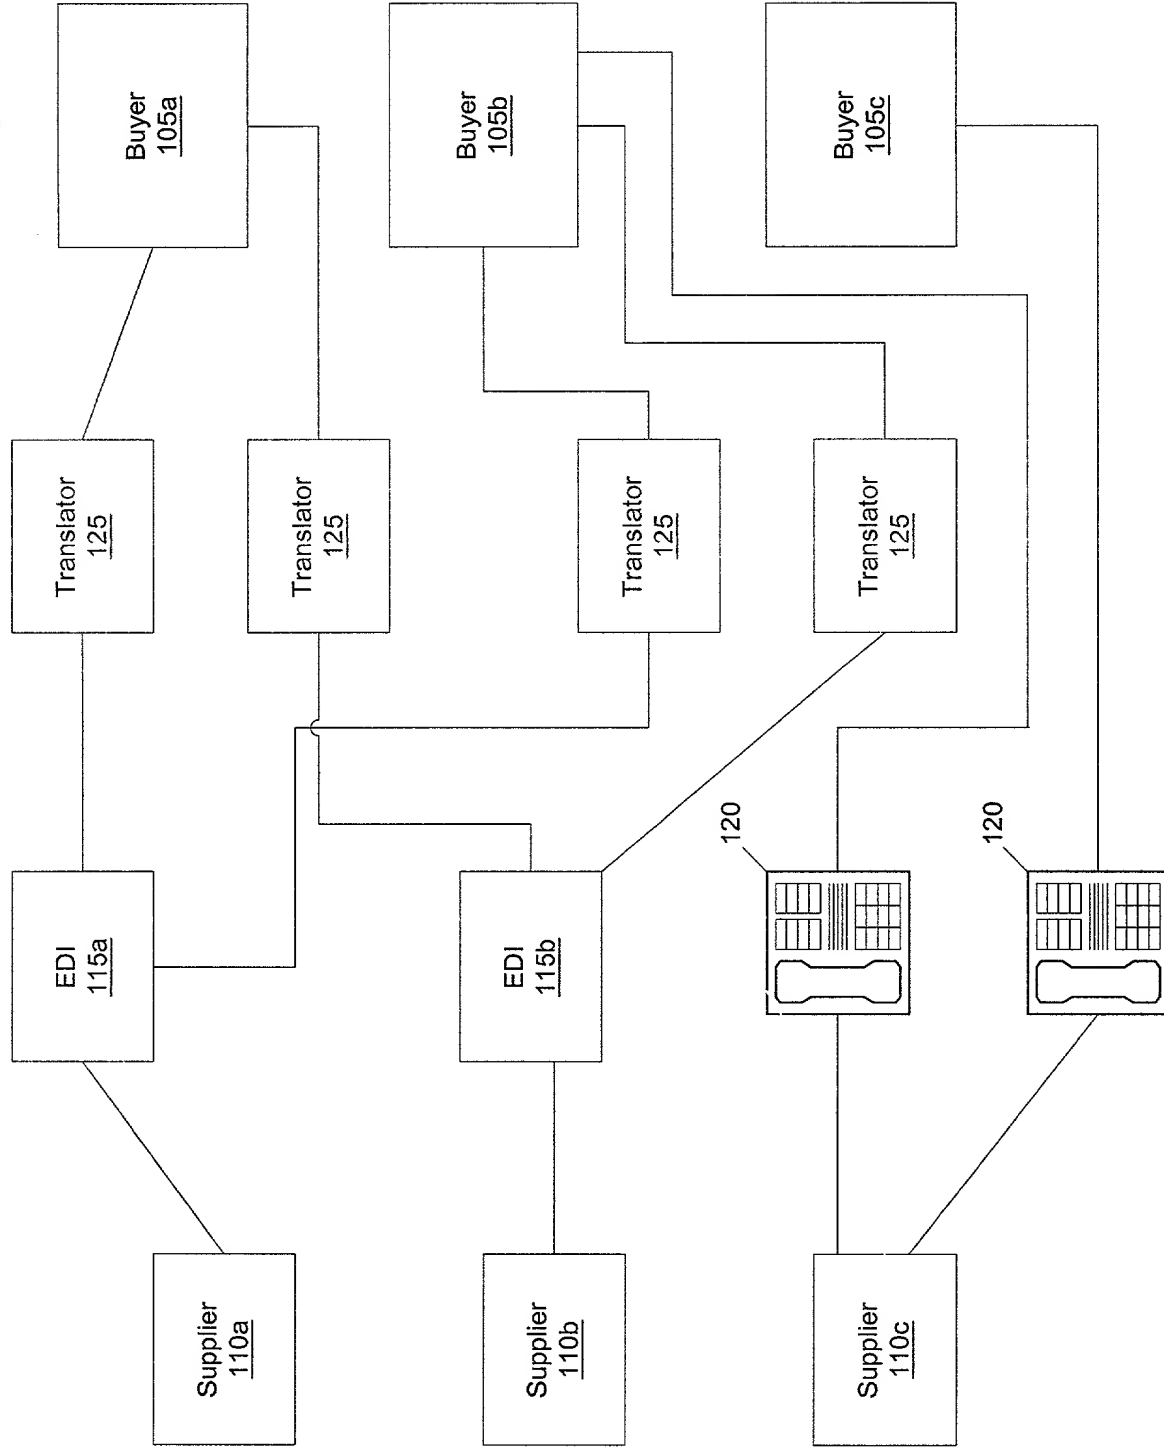 Supplier
110a
EDI
115a
Translator
125
Buyer
105a
Translator
125
Supplier
110b
EDI
115b
Translator
125
Buyer
105b
Supplier
110c
120
Translator
125
Buyer
105c
120